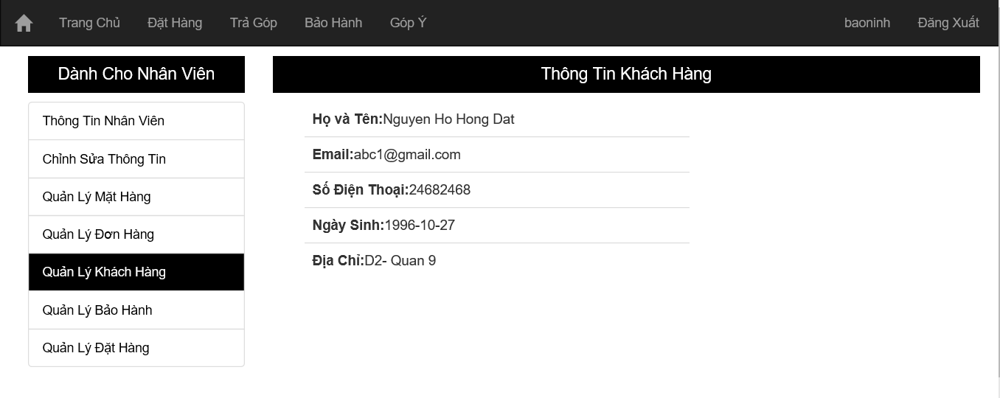 Trang Chủ Đặt Hàng Trả Góp Bảo Hành Góp Ý baoninh Đăng Xuất
Dành Cho Nhân Viên
Thông Tin Nhân Viên
Chỉnh Sửa Thông Tin
Quản Lý Mặt Hàng
Quản Lý Đơn Hàng
Quản Lý Khách Hàng
Quản Lý Bảo Hành
Quản Lý Đặt Hàng
Thông Tin Khách Hàng
Họ và Tên:Nguyen Ho Hong Dat
Email:abc1@gmail.com
Số Điện Thoại:24682468
Ngày Sinh:1996-10-27
Địa Chỉ:D2- Quan 9